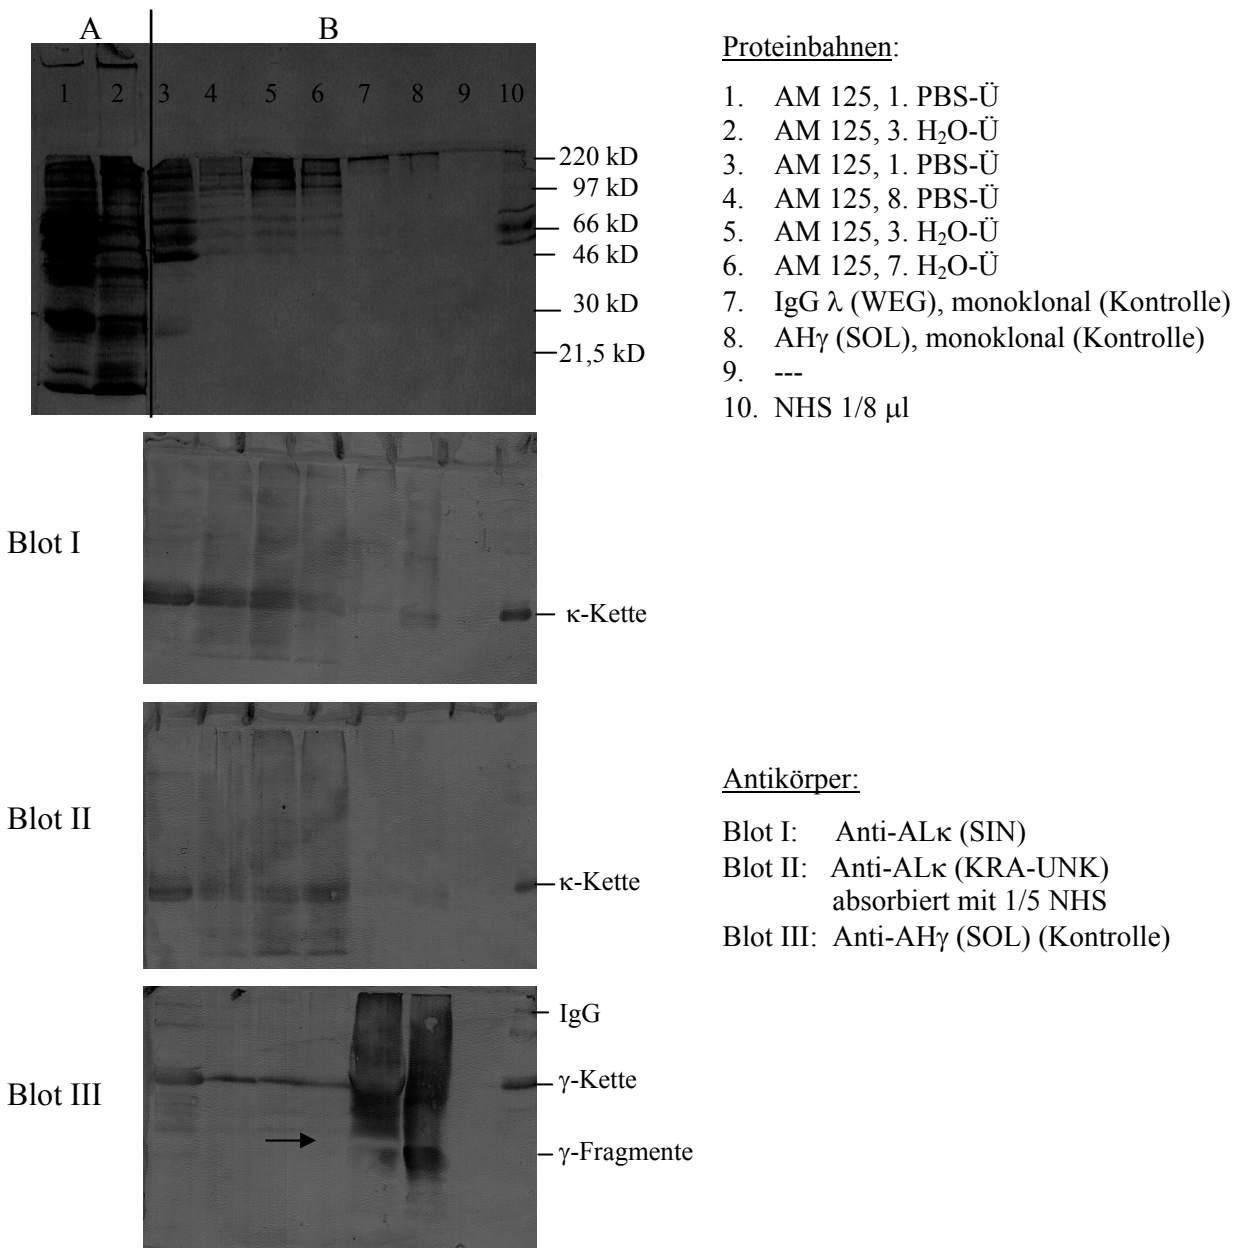 A
B
1 2 3 4 5 6 7 8 9 10
220 kD
97 kD
66 kD
46 kD
30 kD
21,5 kD
Proteinbahnen:
1. AM 125, 1. PBS-Ü
2. AM 125, 3. H₂O-Ü
3. AM 125, 1. PBS-Ü
4. AM 125, 8. PBS-Ü
5. AM 125, 3. H₂O-Ü
6. AM 125, 7. H₂O-Ü
7. IgG λ (WEG), monoklonal (Kontrolle)
8. AHγ (SOL), monoklonal (Kontrolle)
9. ---
10. NHS 1/8 μl
Blot I
κ-Kette
Blot II
κ-Kette
Antikörper:
Blot I: Anti-ALκ (SIN)
Blot II: Anti-ALκ (KRA-UNK)
absorbiert mit 1/5 NHS
Blot III: Anti-AHγ (SOL) (Kontrolle)
Blot III
IgG
γ-Kette
γ-Fragmente